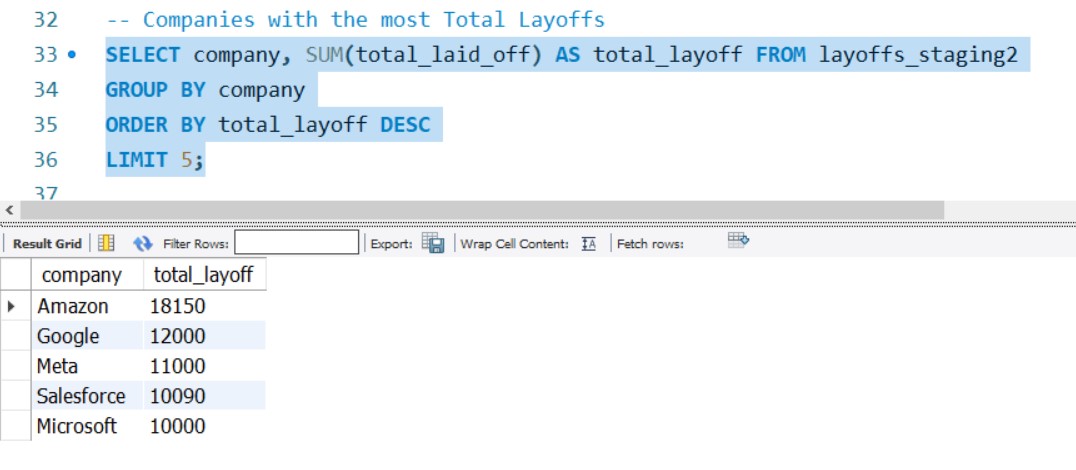 32 -- Companies with the most Total Layoffs
33 SELECT company, SUM(total_laid_off) AS total_layoff FROM layoffs_staging2
34 GROUP BY company
35 ORDER BY total_layoff DESC
36 LIMIT 5;
37
Result Grid Filter Rows: Export: Wrap Cell Content: IA Fetch rows:
company total_layoff
Amazon 18150
Google 12000
Meta 11000
Salesforce 10090
Microsoft 10000